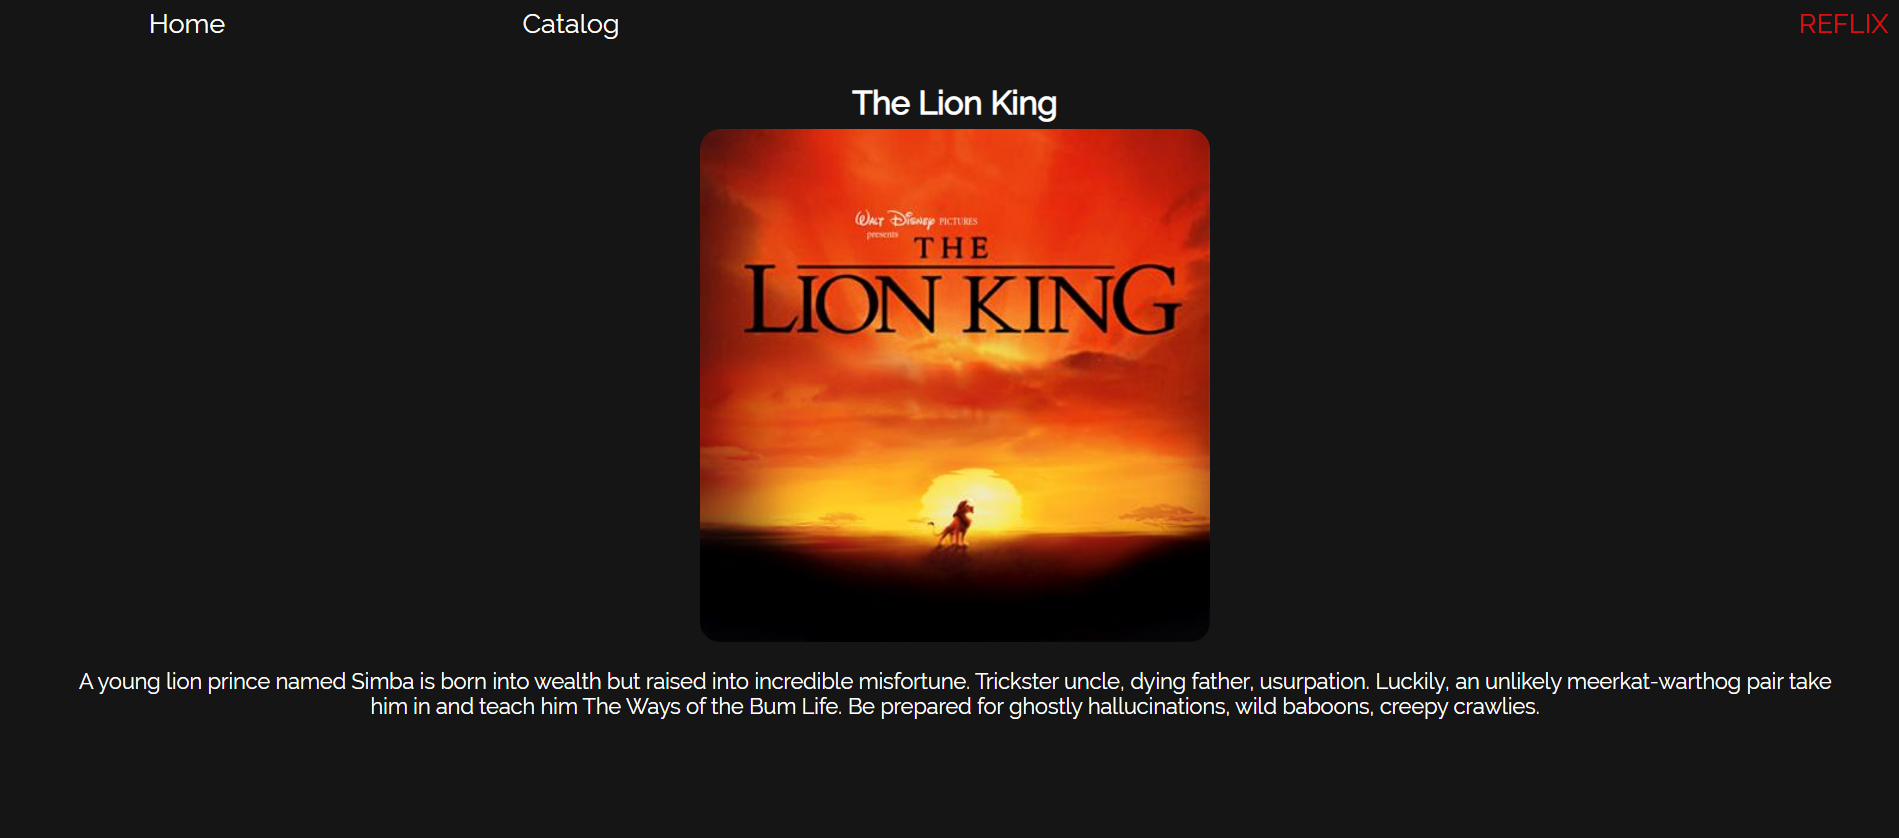 Home Catalog REFLIX
The Lion King
WALT DISNEY PICTURES
presents
THE
LION KING
A young lion prince named Simba is born into wealth but raised into incredible misfortune. Trickster uncle, dying father, usurpation. Luckily, an unlikely meerkat-warthog pair take
him in and teach him The Ways of the Bum Life. Be prepared for ghostly hallucinations, wild baboons, creepy crawlies.